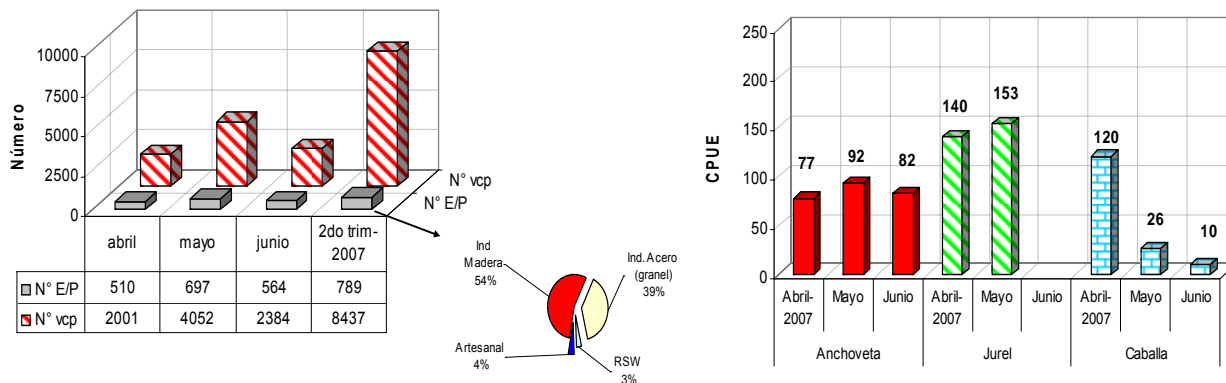 Número
10000
7500
5000
2500
0
N° vcp
N° E/P
abril mayo junio 2do trim-
2007
N° E/P 510 697 564 789
N° vcp 2001 4052 2384 8437
Ind
Madera
54%
Ind. Acero
(granel)
39%
Artesanal
4%
RSW
3%
CPUE
250
200
150
100
50
0
77 92 82 140 153 120 26 10
Abril-
2007 Mayo Junio Abril-
2007 Mayo Junio Abril-
2007 Mayo Junio
Anchoveta Jurel Caballa